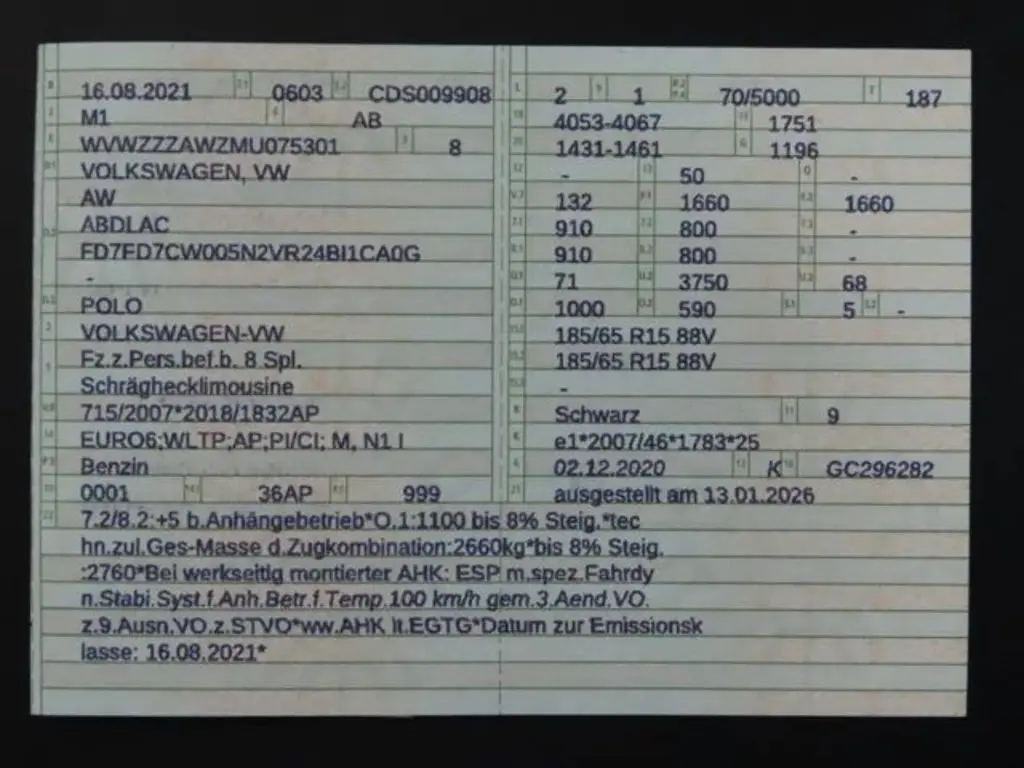 16.08.2021 0603 CDS009908
M1 AB
WVWZZZAWZMU075301 8
VOLKSWAGEN, VW
AW
ABDLAC
FD7FD7CW005N2VR24BI1CA0G
-
POLO
VOLKSWAGEN-VW
Fz.z.Pers.bef.b. 8 Spl.
Schräghecklimousine
715/2007*2018/1832AP
EURO6;WLTP;AP;PI/CI; M, N1 I
Benzin
0001 36AP 999
2 1 70/5000 187
4053-4067 1751
1431-1461 1196
- 50 -
132 1660 1660
910 800 -
910 800 -
71 3750 68
1000 590 5 -
185/65 R15 88V
185/65 R15 88V
-
Schwarz 9
e1*2007/46*1783*25
02.12.2020 K GC296282
ausgestellt am 13.01.2026
7.2/8.2:+5 b.Anhängebetrieb*O.1:1100 bis 8% Steig.*tec
hn.zul.Ges-Masse d.Zugkombination:2660kg*bis 8% Steig.
:2760*Bei werkseitig montierter AHK: ESP m.spez.Fahrdy
n.Stabi.Syst.f.Anh.Betr.f.Temp.100 km/h gem.3.Aend.VO.
z.9.Ausn.VO.z.STVO*ww.AHK lt.EGTG*Datum zur Emissionsk
lasse: 16.08.2021*